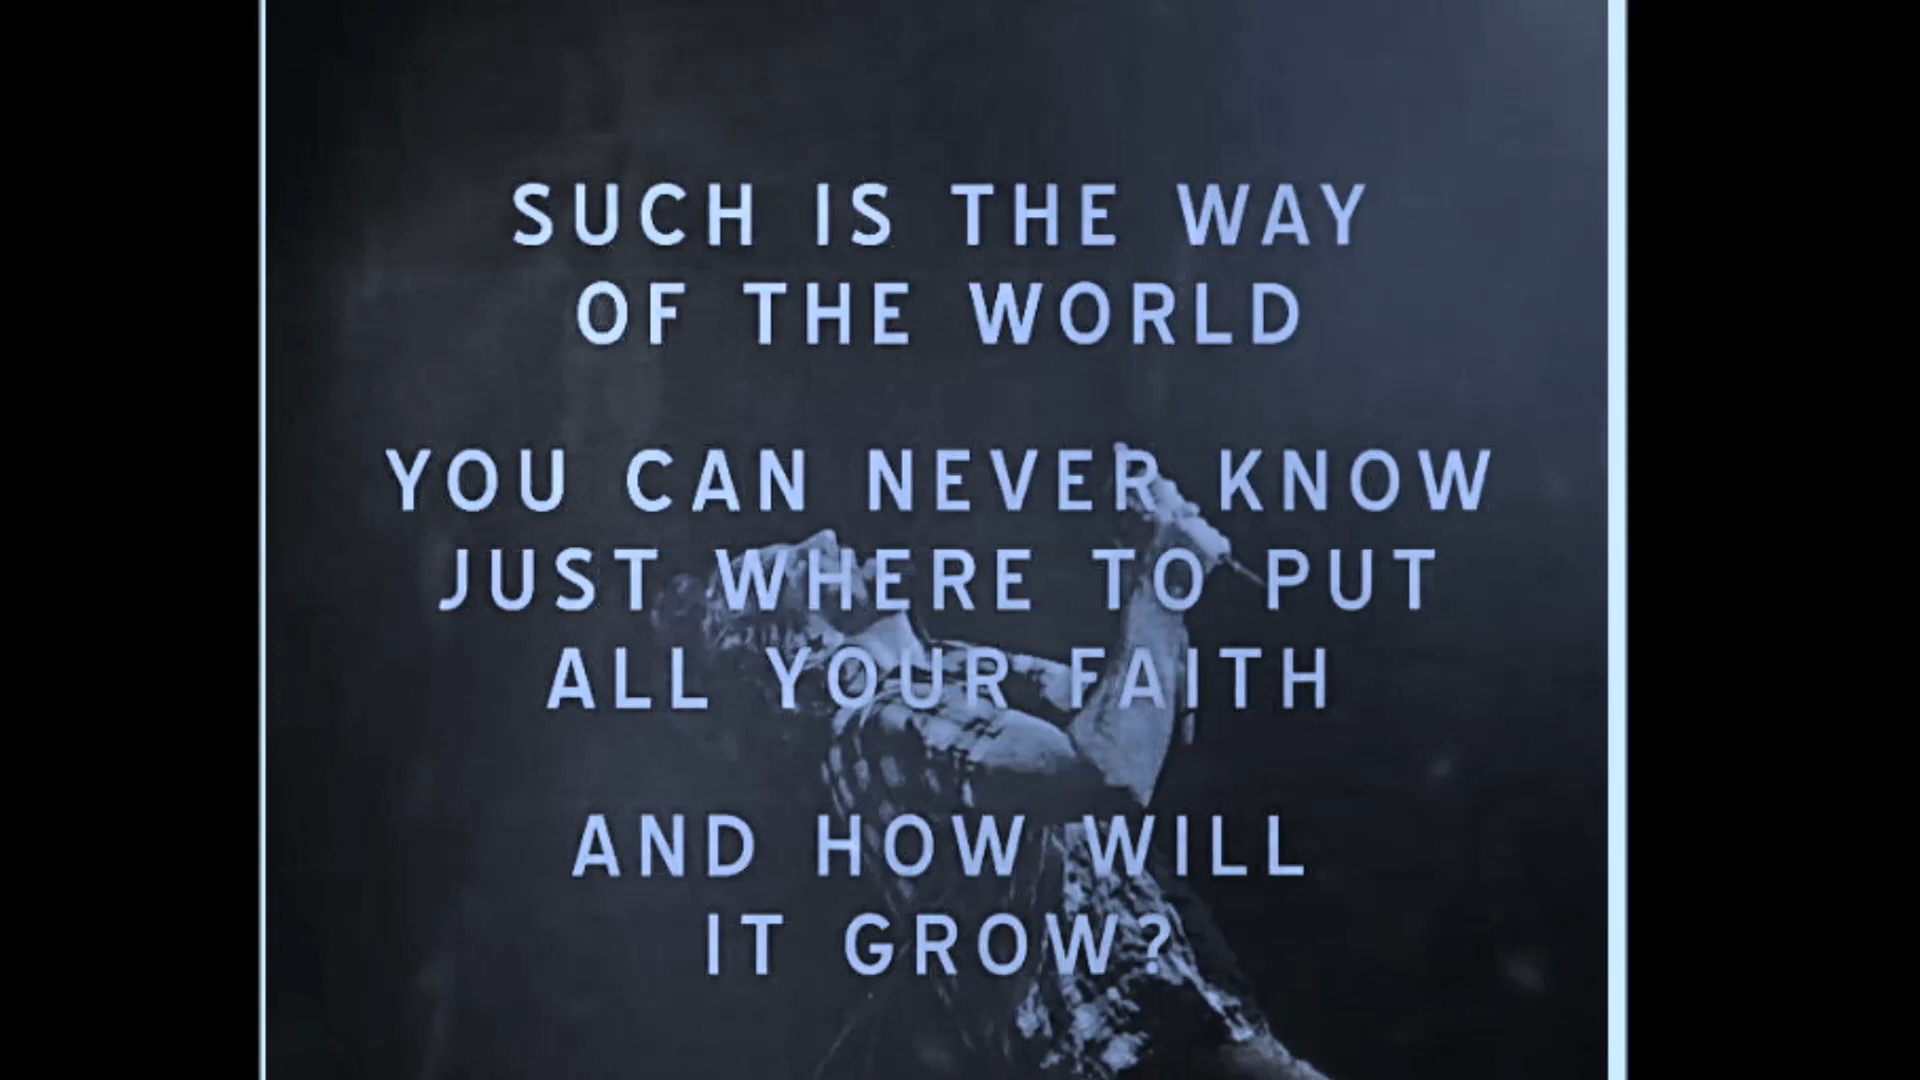 SUCH IS THE WAY
OF THE WORLD
YOU CAN NEVER KNOW
JUST WHERE TO PUT
ALL YOUR FAITH
AND HOW WILL
IT GROW?